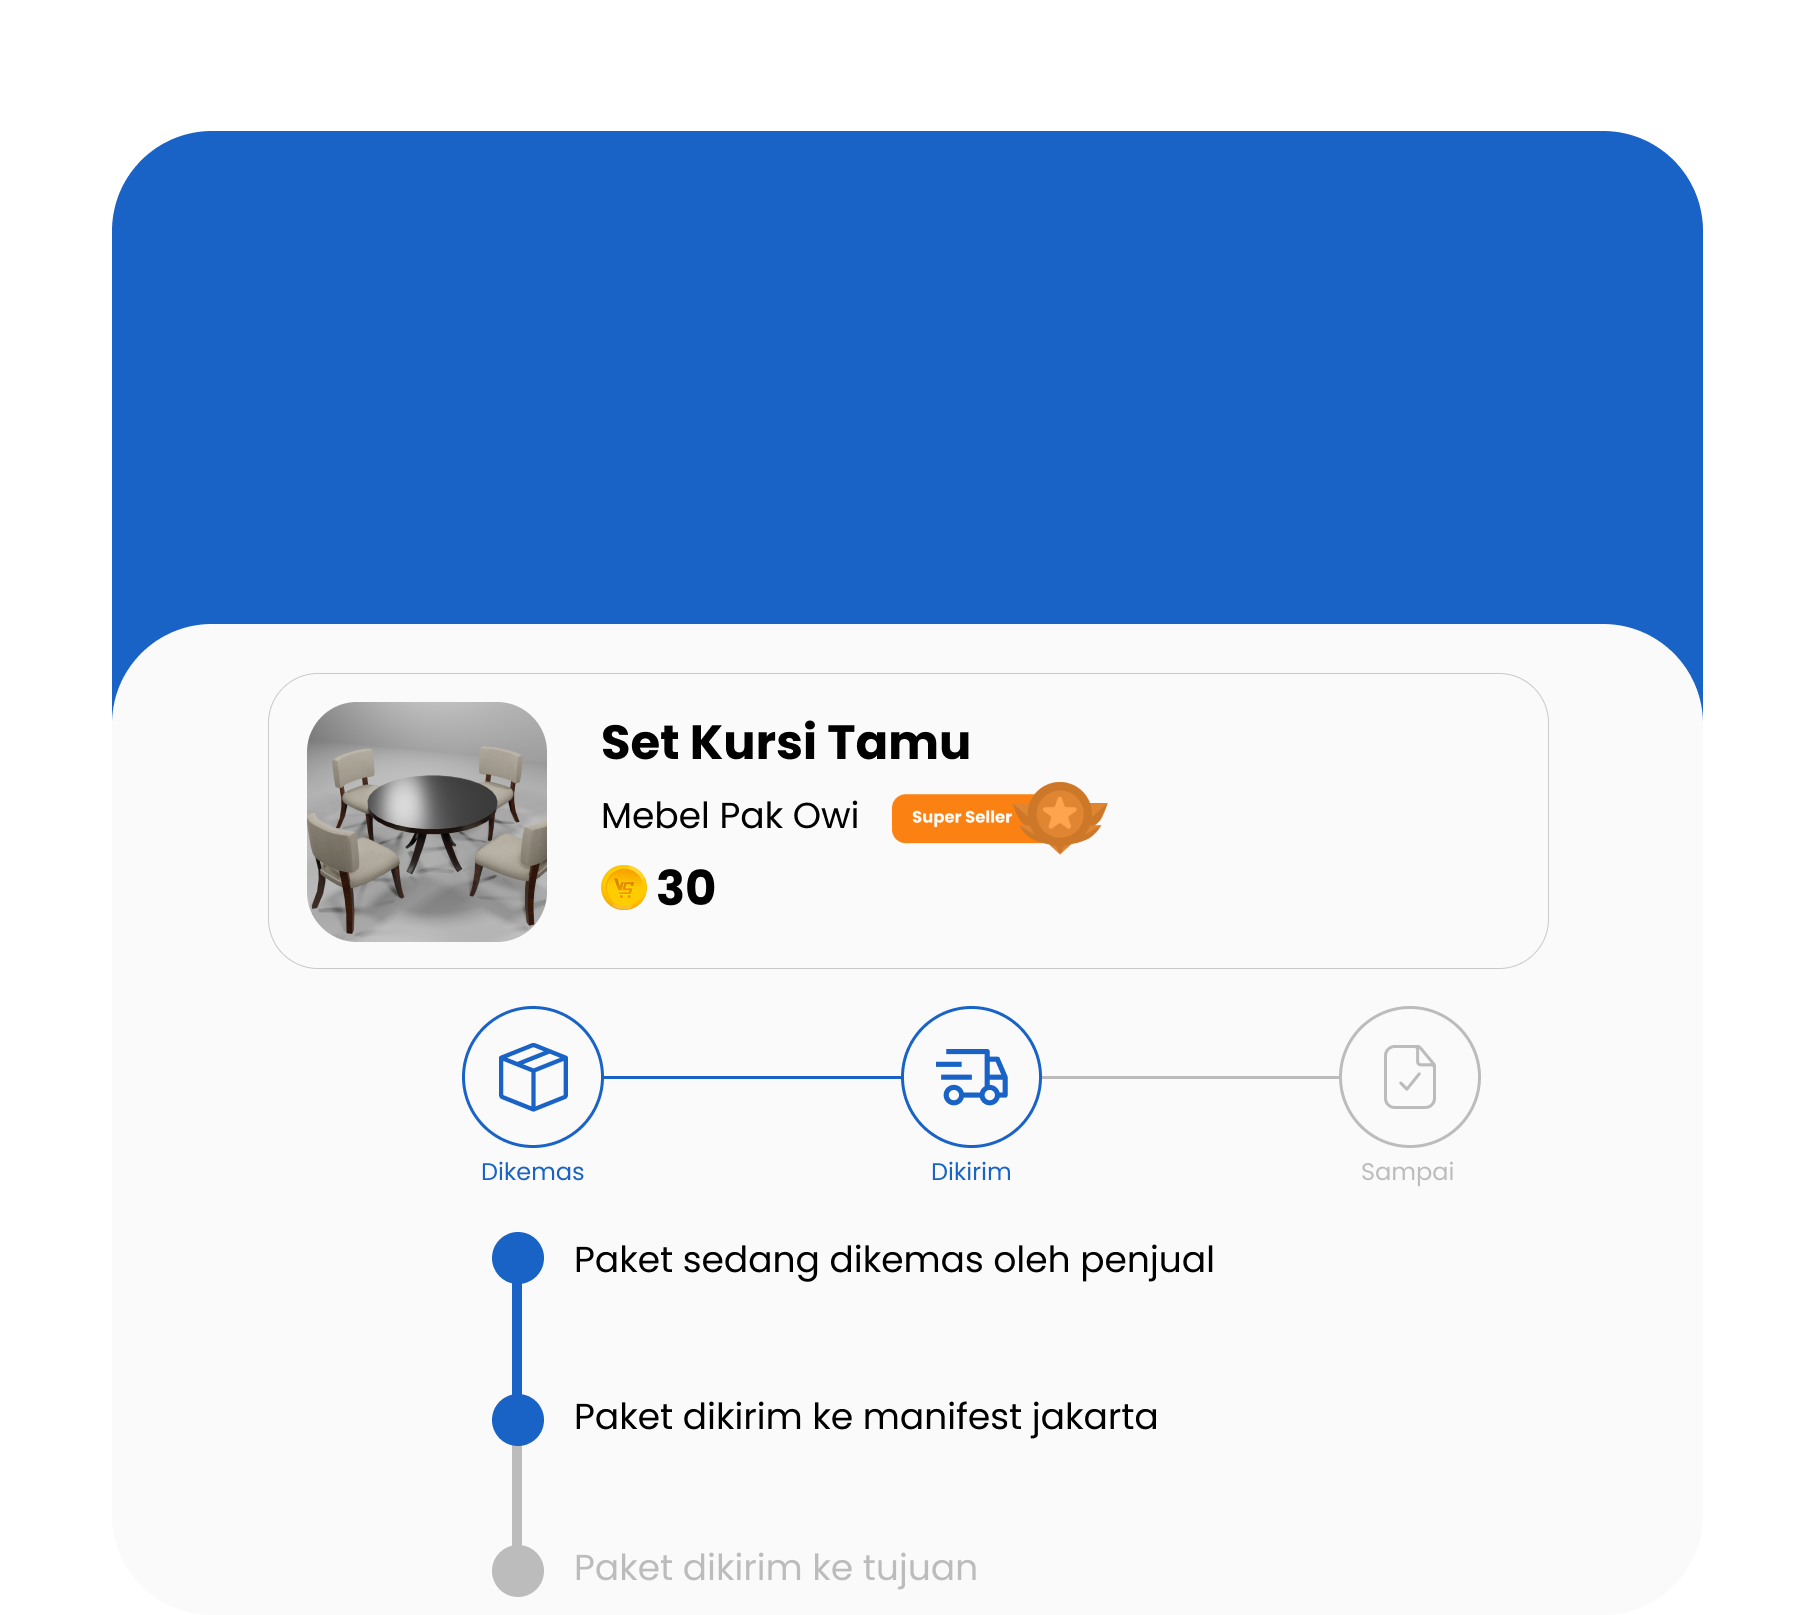 Set Kursi Tamu
Mebel Pak Owi
Super Seller
VS
30
Dikemas
Dikirim
Sampai
Paket sedang dikemas oleh penjual
Paket dikirim ke manifest jakarta
Paket dikirim ke tujuan